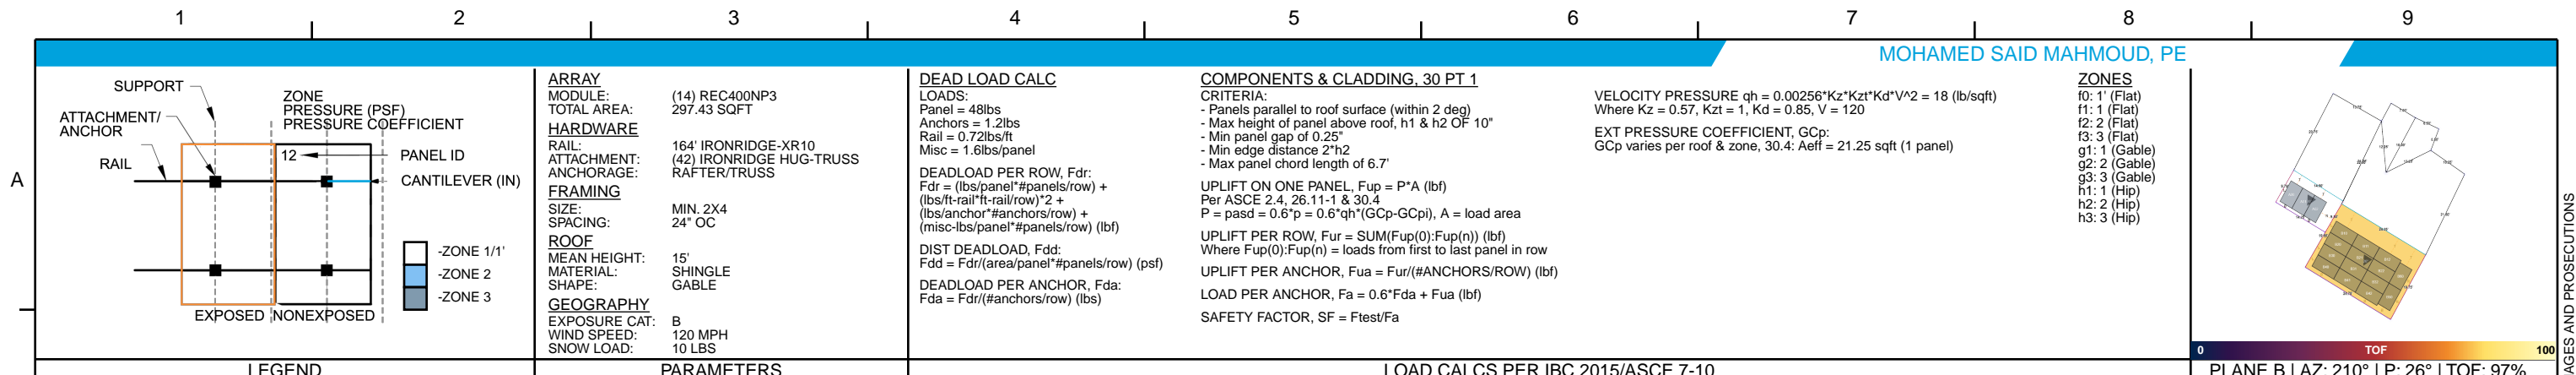 1 2 3 4 5 6 7 8 9
MOHAMED SAID MAHMOUD, PE
A
SUPPORT
ATTACHMENT/
ANCHOR
RAIL
ZONE
PRESSURE (PSF)
PRESSURE COEFFICIENT
12
PANEL ID
CANTILEVER (IN)
-ZONE 1/1'
-ZONE 2
-ZONE 3
EXPOSED NONEXPOSED
LEGEND
ARRAY
MODULE: (14) REC400NP3
TOTAL AREA: 297.43 SQFT
HARDWARE
RAIL: 164' IRONRIDGE-XR10
ATTACHMENT: (42) IRONRIDGE HUG-TRUSS
ANCHORAGE: RAFTER/TRUSS
FRAMING
SIZE: MIN. 2X4
SPACING: 24" OC
ROOF
MEAN HEIGHT: 15'
MATERIAL: SHINGLE
SHAPE: GABLE
GEOGRAPHY
EXPOSURE CAT: B
WIND SPEED: 120 MPH
SNOW LOAD: 10 LBS
PARAMETERS
DEAD LOAD CALC
LOADS:
Panel = 48lbs
Anchors = 1.2lbs
Rail = 0.72lbs/ft
Misc = 1.6lbs/panel
DEADLOAD PER ROW, Fdr:
Fdr = (lbs/panel*#panels/row) +
(lbs/ft-rail*ft-rail/row)*2 +
(lbs/anchor*#anchors/row) +
(misc-lbs/panel*#panels/row) (lbf)
DIST DEADLOAD, Fdd:
Fdd = Fdr/(area/panel*#panels/row) (psf)
DEADLOAD PER ANCHOR, Fda:
Fda = Fdr/(#anchors/row) (lbs)
COMPONENTS & CLADDING, 30 PT 1
CRITERIA:
- Panels parallel to roof surface (within 2 deg)
- Max height of panel above roof, h1 & h2 OF 10"
- Min panel gap of 0.25"
- Min edge distance 2*h2
- Max panel chord length of 6.7'
UPLIFT ON ONE PANEL, Fup = P*A (lbf)
Per ASCE 2.4, 26.11-1 & 30.4
P = pasd = 0.6*p = 0.6*qh*(GCp-GCpi), A = load area
UPLIFT PER ROW, Fur = SUM(Fup(0):Fup(n)) (lbf)
Where Fup(0):Fup(n) = loads from first to last panel in row
UPLIFT PER ANCHOR, Fua = Fur/(#ANCHORS/ROW) (lbf)
LOAD PER ANCHOR, Fa = 0.6*Fda + Fua (lbf)
SAFETY FACTOR, SF = Ftest/Fa
VELOCITY PRESSURE qh = 0.00256*Kz*Kzt*Kd*V^2 = 18 (lb/sqft)
Where Kz = 0.57, Kzt = 1, Kd = 0.85, V = 120
EXT PRESSURE COEFFICIENT, GCp:
GCp varies per roof & zone, 30.4: Aeff = 21.25 sqft (1 panel)
ZONES
f0: 1' (Flat)
f1: 1 (Flat)
f2: 2 (Flat)
f3: 3 (Flat)
g1: 1 (Gable)
g2: 2 (Gable)
g3: 3 (Gable)
h1: 1 (Hip)
h2: 2 (Hip)
h3: 3 (Hip)
LOAD CALCS PER IBC 2015/ASCE 7-10
0 TOF 100
PLANE B | AZ: 210° | P: 26° | TOF: 97%
AGES AND PROSECUTIONS